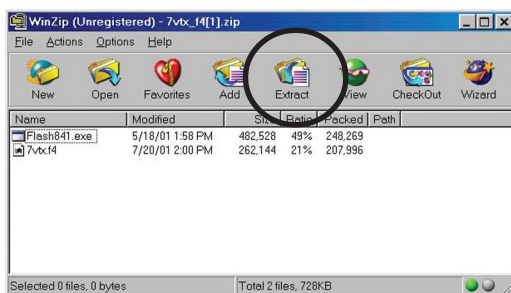 WinZip (Unregistered) - 7vtx_f4[1].zip
File Actions Options Help
New Open Favorites Add Extract View CheckOut Wizard
Name Modified Size Ratio Packed Path
Flash841.exe 5/18/01 1:58 PM 482,528 49% 248,269
7vtx.f4 7/20/01 2:00 PM 262,144 21% 207,996
Selected 0 files, 0 bytes Total 2 files, 728KB